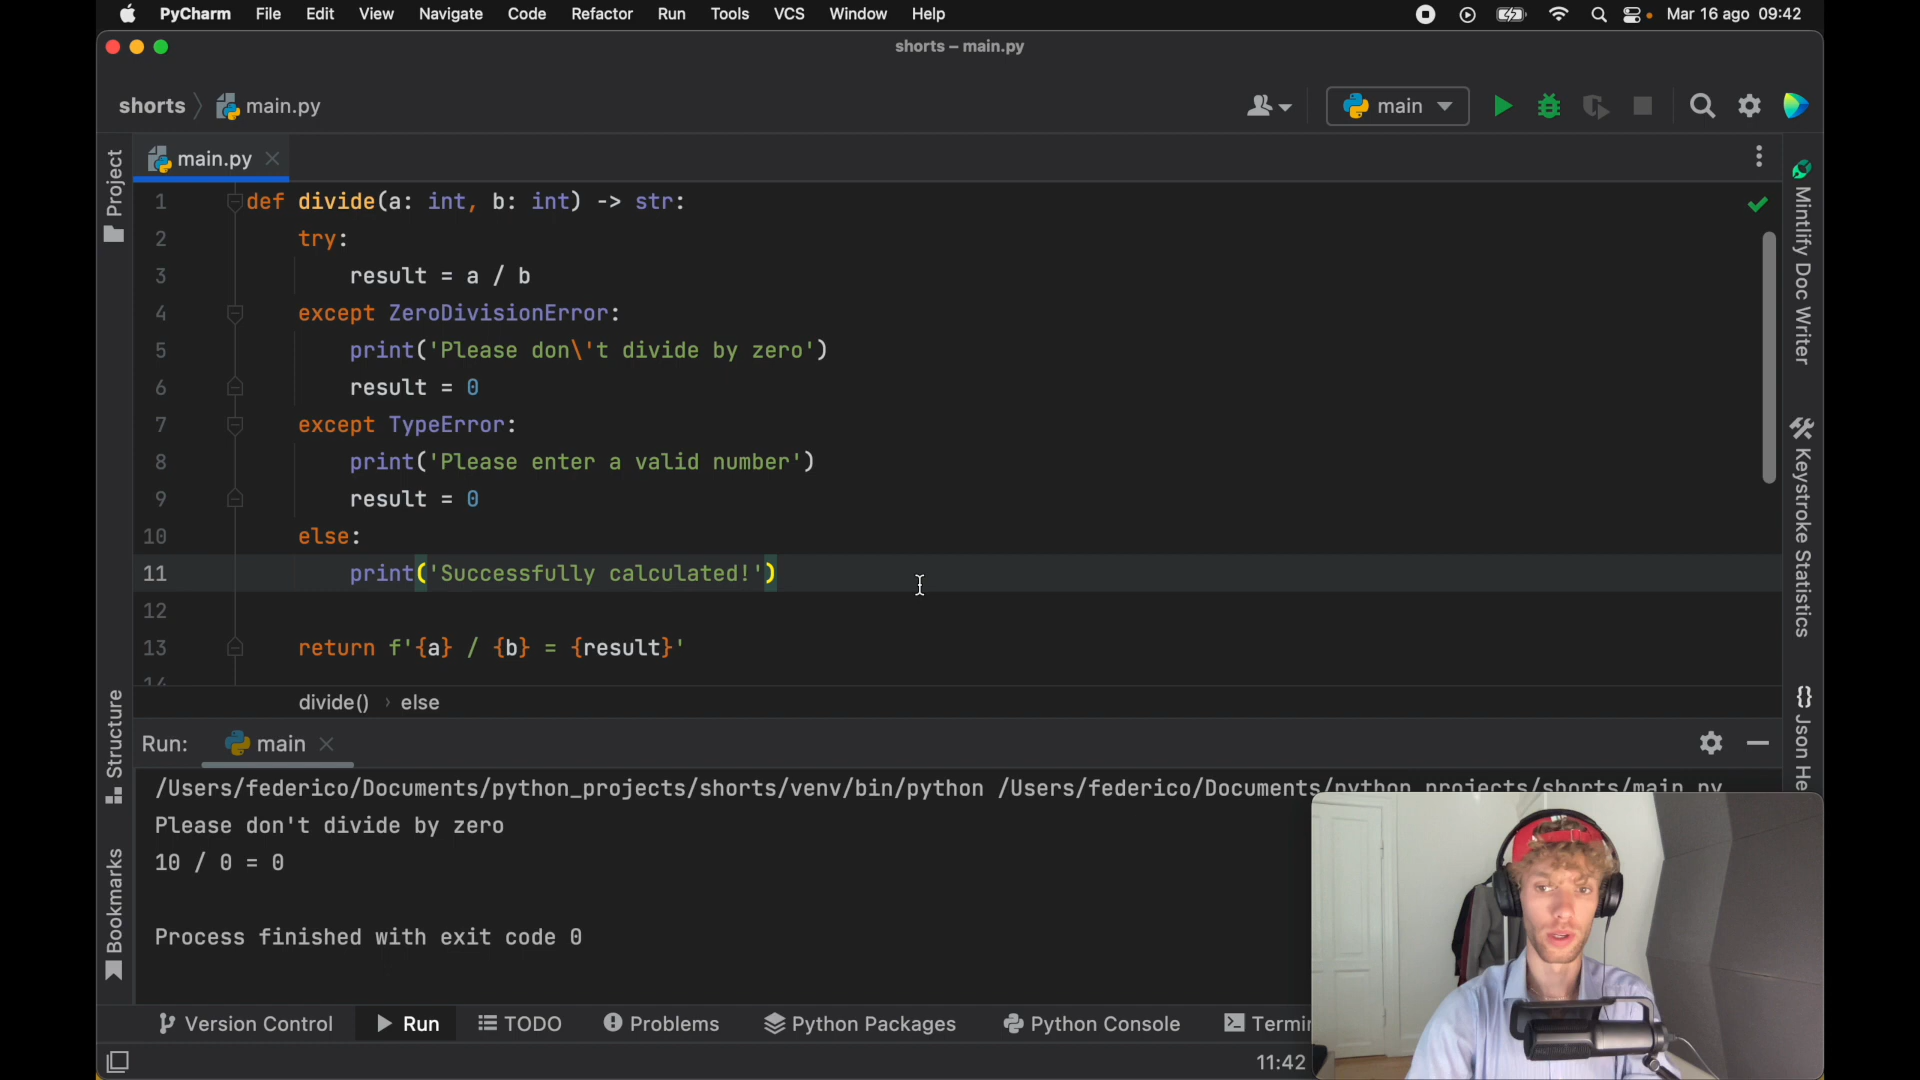 PyCharm File Edit View Navigate Code Refactor Run Tools VCS Window Help Mar 16 ago 09:42
shorts – main.py
shorts main.py main
main.py
Project
Mintlify Doc Writer
Keystroke Statistics
1 def divide(a: int, b: int) -> str:
2 try:
3 result = a / b
4 except ZeroDivisionError:
5 print('Please don\'t divide by zero')
6 result = 0
7 except TypeError:
8 print('Please enter a valid number')
9 result = 0
10 else:
11 print('Successfully calculated!')
12
13 return f'{a} / {b} = {result}'
14
divide() › else
Structure
{} Json He
Bookmarks
Run: main
/Users/federico/Documents/python_projects/shorts/venv/bin/python /Users/federico/Documents/python_projects/shorts/main.py
Please don't divide by zero
10 / 0 = 0
Process finished with exit code 0
Version Control Run TODO Problems Python Packages Python Console Termin
11:42